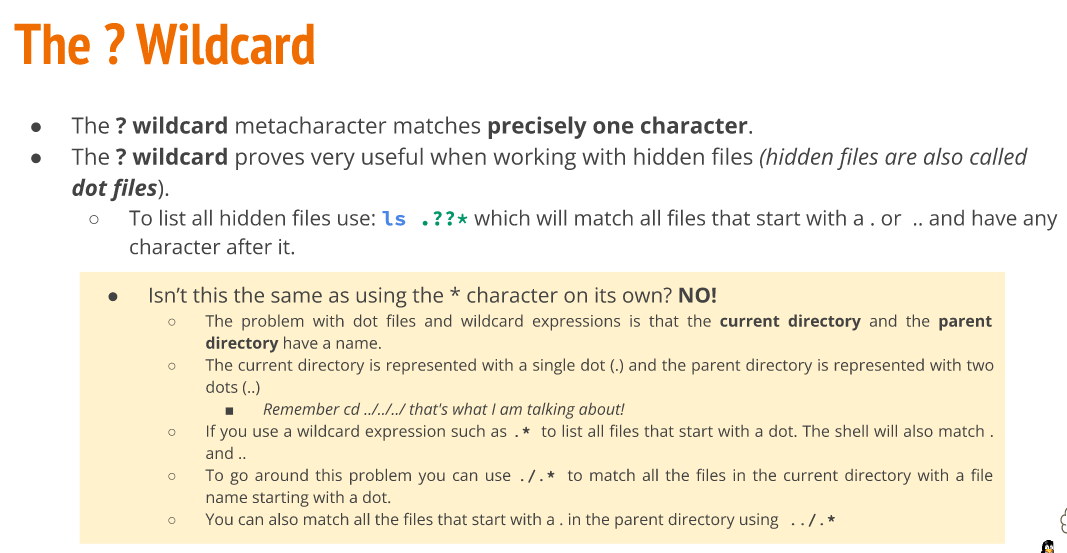 The ? Wildcard
● The ? wildcard metacharacter matches precisely one character.
● The ? wildcard proves very useful when working with hidden files (hidden files are also called
dot files).
○ To list all hidden files use: ls .??* which will match all files that start with a . or .. and have any
character after it.
● Isn’t this the same as using the * character on its own? NO!
○ The problem with dot files and wildcard expressions is that the current directory and the parent
directory have a name.
○ The current directory is represented with a single dot (.) and the parent directory is represented with two
dots (..)
■ Remember cd ../../../ that's what I am talking about!
○ If you use a wildcard expression such as .* to list all files that start with a dot. The shell will also match .
and ..
○ To go around this problem you can use ./.* to match all the files in the current directory with a file
name starting with a dot.
○ You can also match all the files that start with a . in the parent directory using ../.*